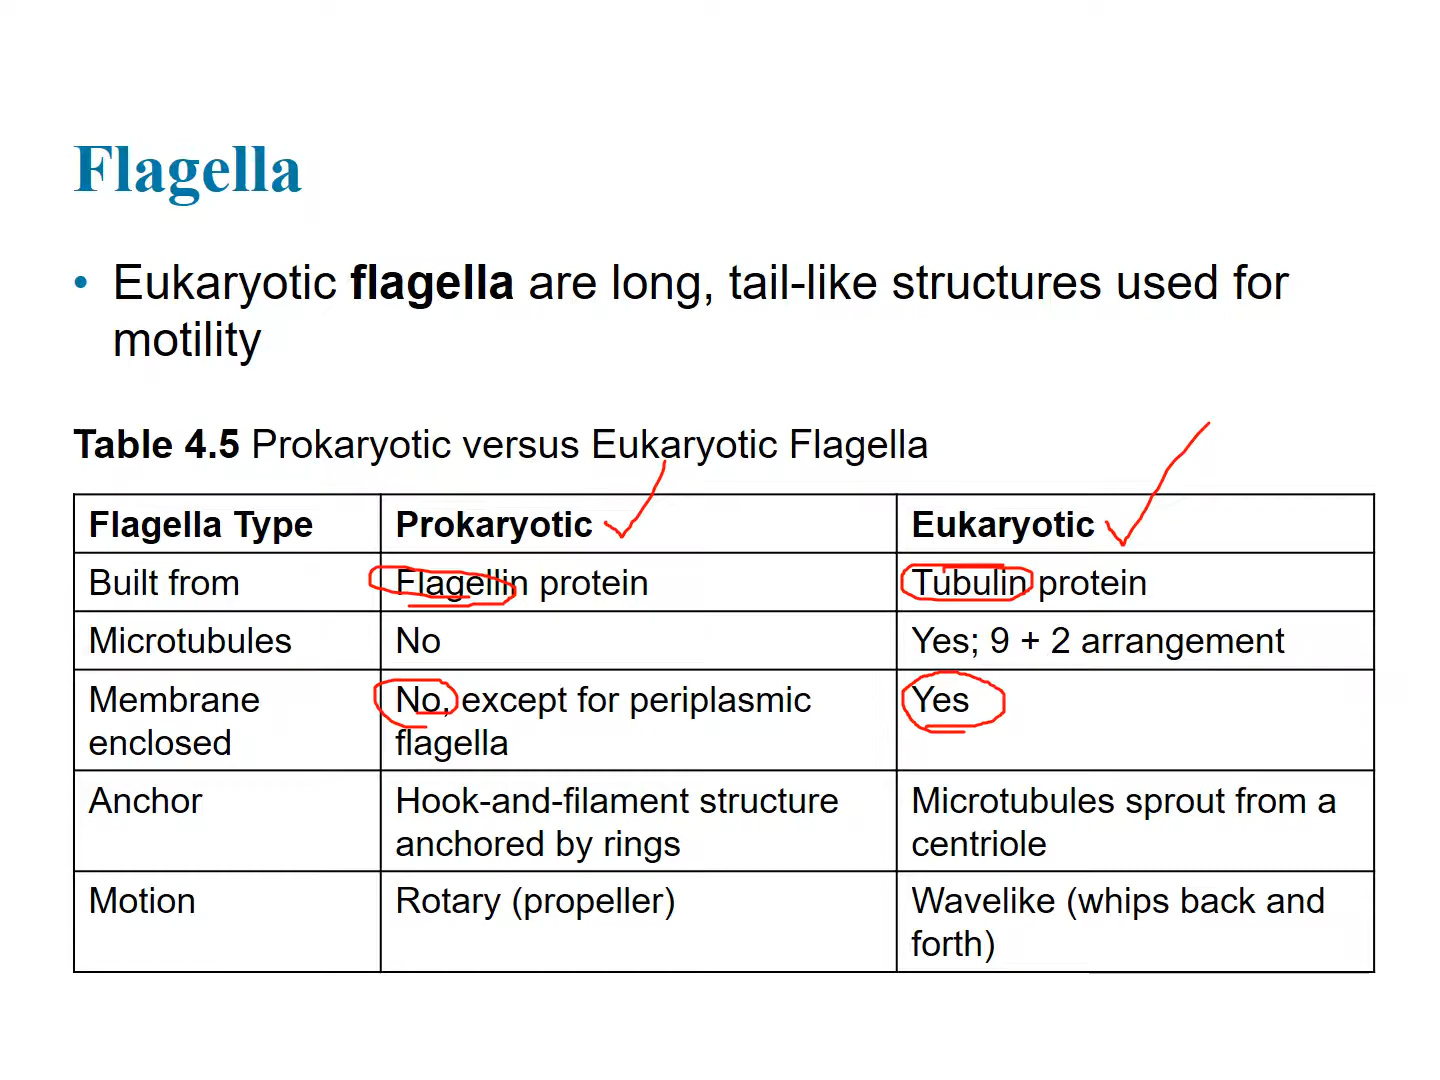 Flagella
• Eukaryotic flagella are long, tail-like structures used for
motility
Table 4.5 Prokaryotic versus Eukaryotic Flagella
Flagella Type Prokaryotic Eukaryotic
Built from Flagellin protein Tubulin protein
Microtubules No Yes; 9 + 2 arrangement
Membrane No, except for periplasmic Yes
enclosed flagella
Anchor Hook-and-filament structure Microtubules sprout from a
anchored by rings centriole
Motion Rotary (propeller) Wavelike (whips back and
forth)